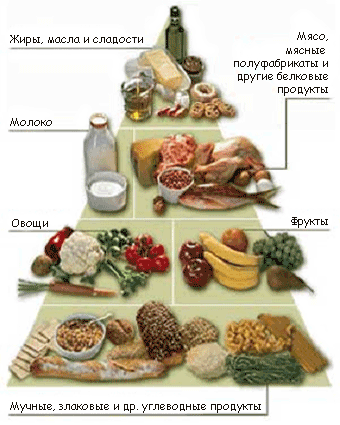 Жиры, масла и сладости
Мясо,
мясные
полуфабрикаты и
другие белковые
продукты
Молоко
Овощи
Фрукты
Мучные, злаковые и др. углеводные продукты